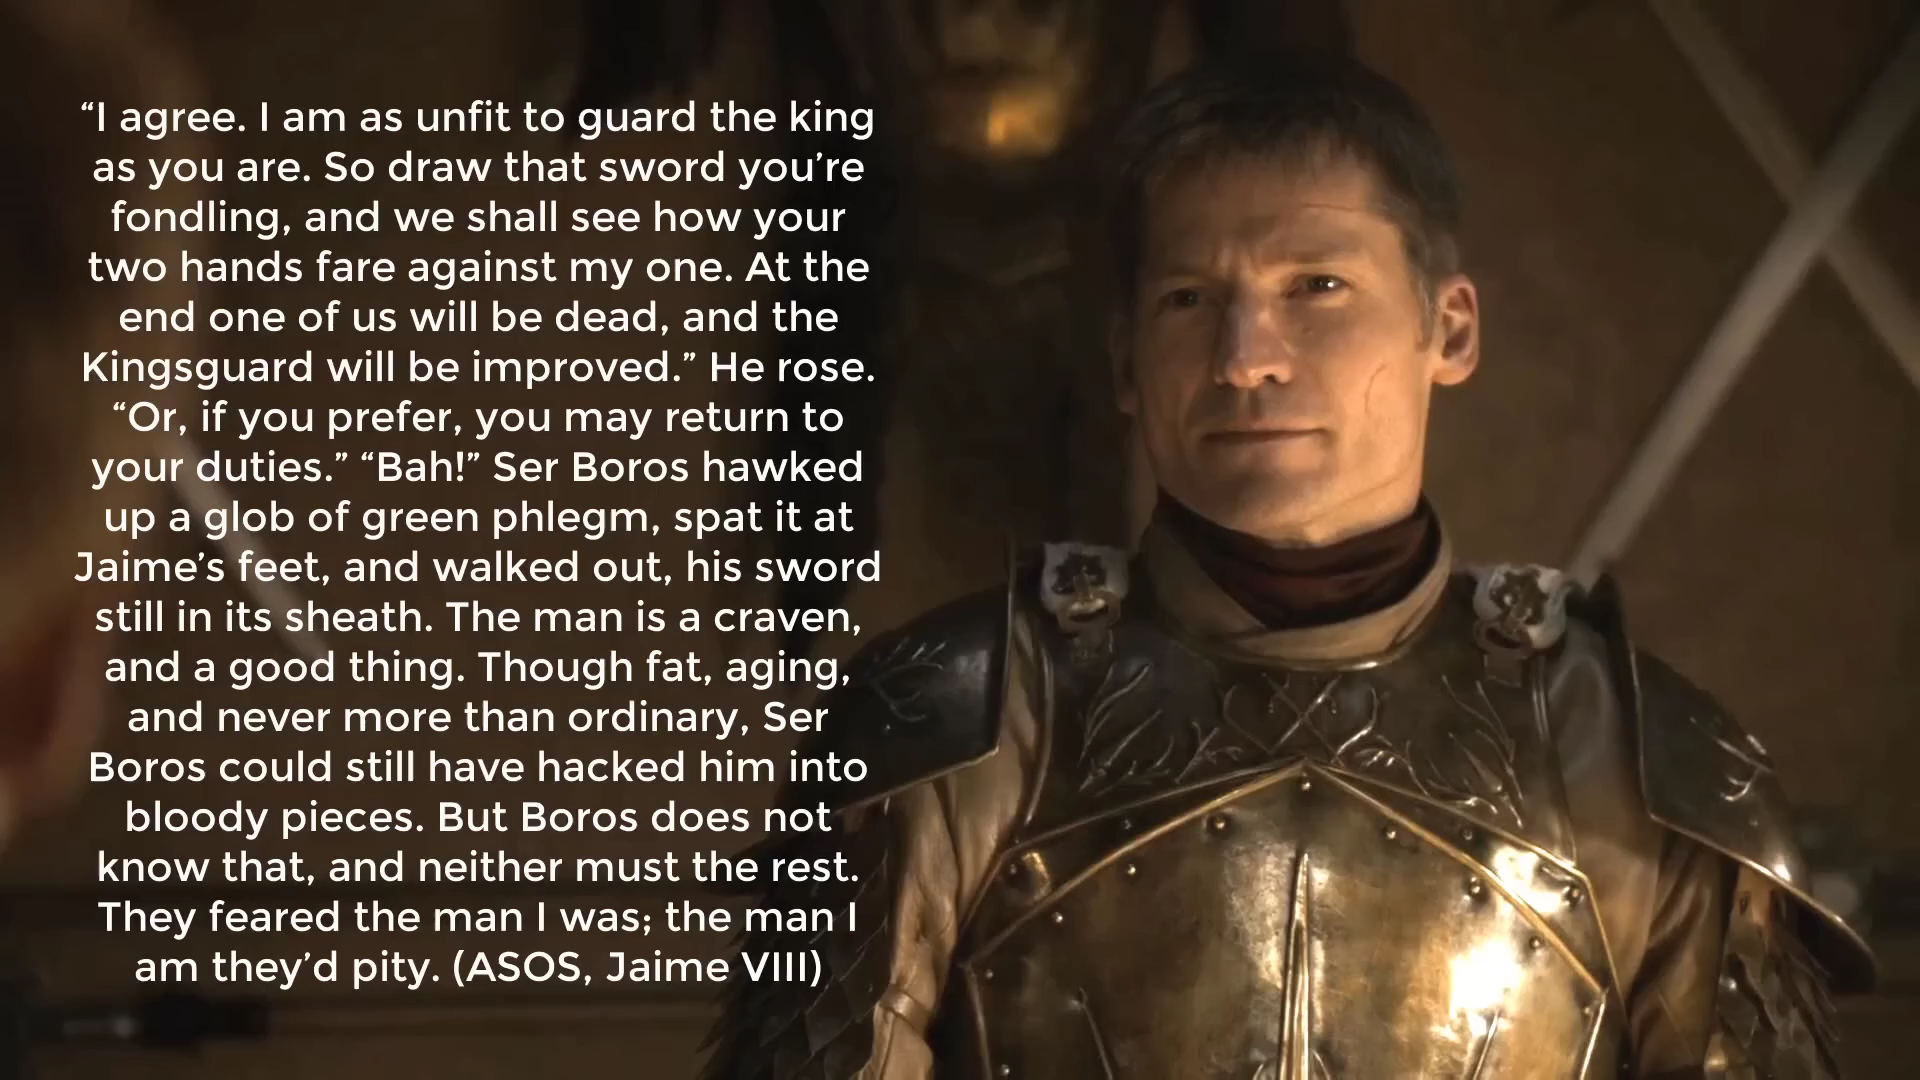 “I agree. I am as unfit to guard the king
as you are. So draw that sword you’re
fondling, and we shall see how your
two hands fare against my one. At the
end one of us will be dead, and the
Kingsguard will be improved.” He rose.
“Or, if you prefer, you may return to
your duties.” “Bah!” Ser Boros hawked
up a glob of green phlegm, spat it at
Jaime’s feet, and walked out, his sword
still in its sheath. The man is a craven,
and a good thing. Though fat, aging,
and never more than ordinary, Ser
Boros could still have hacked him into
bloody pieces. But Boros does not
know that, and neither must the rest.
They feared the man I was; the man I
am they’d pity. (ASOS, Jaime VIII)